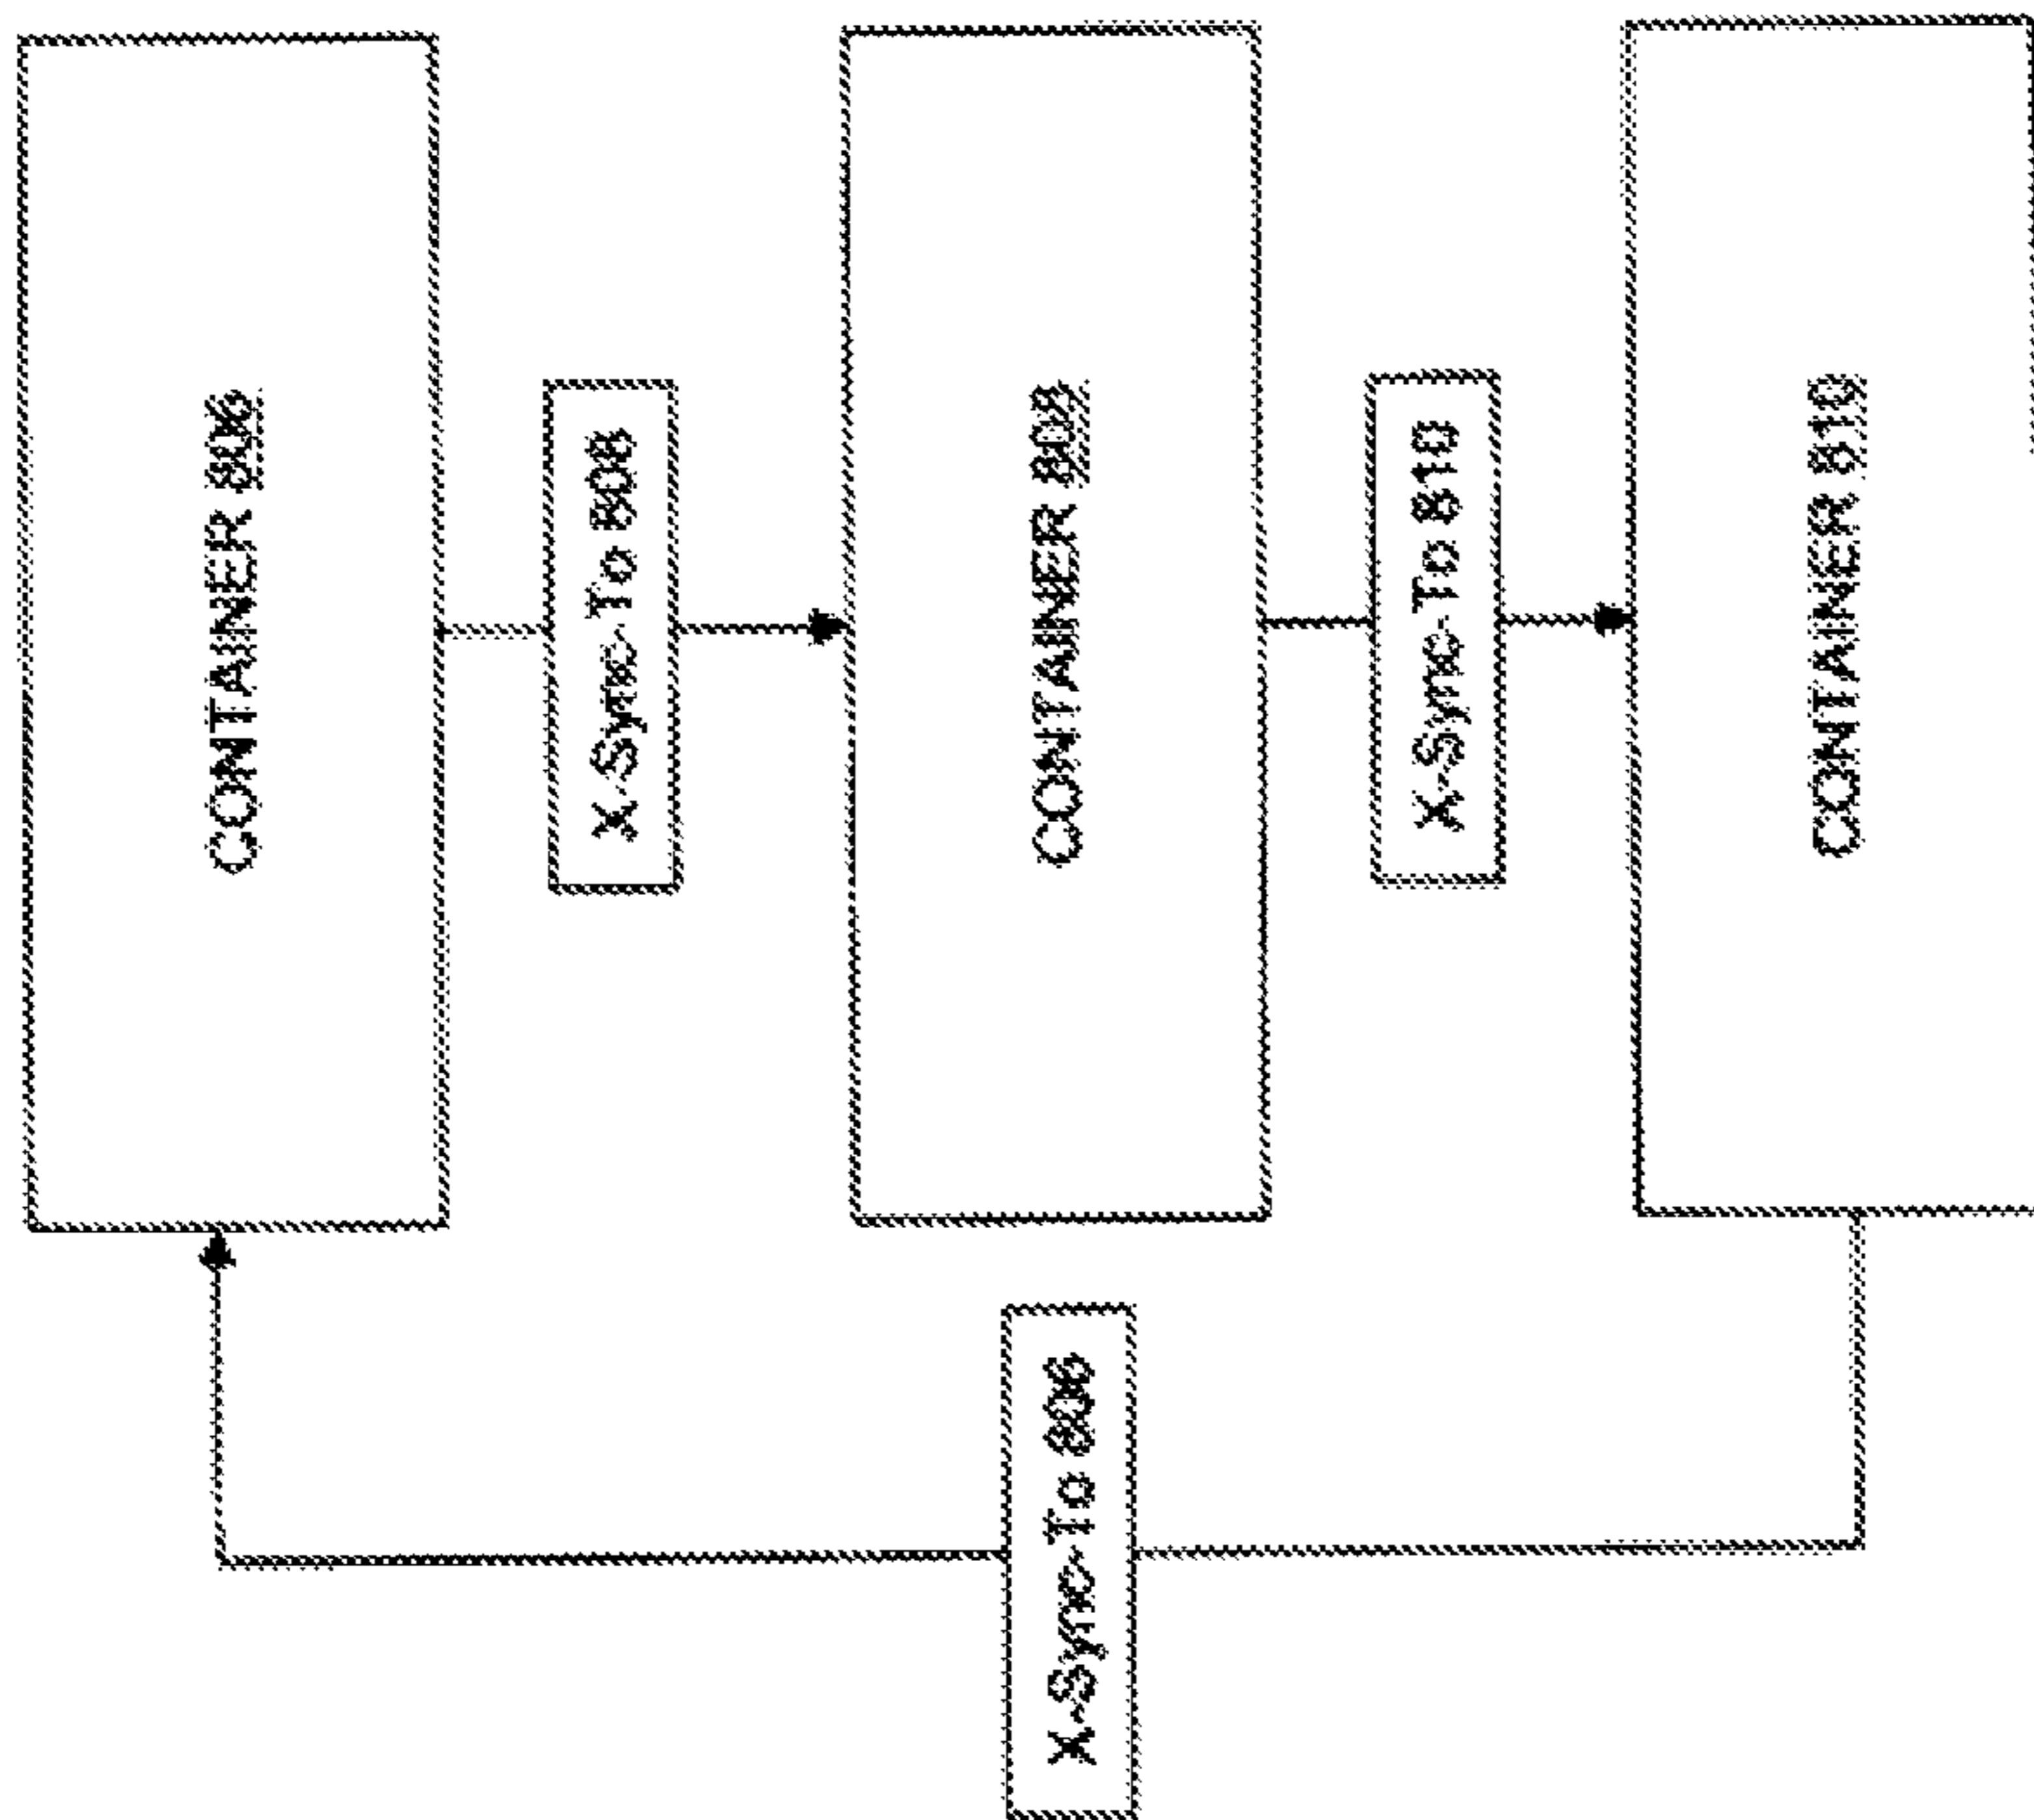 CONTAINER 806
X-Sync-To 808
CONTAINER 808
X-Sync-To 810
CONTAINER 810
X-Sync-To 806